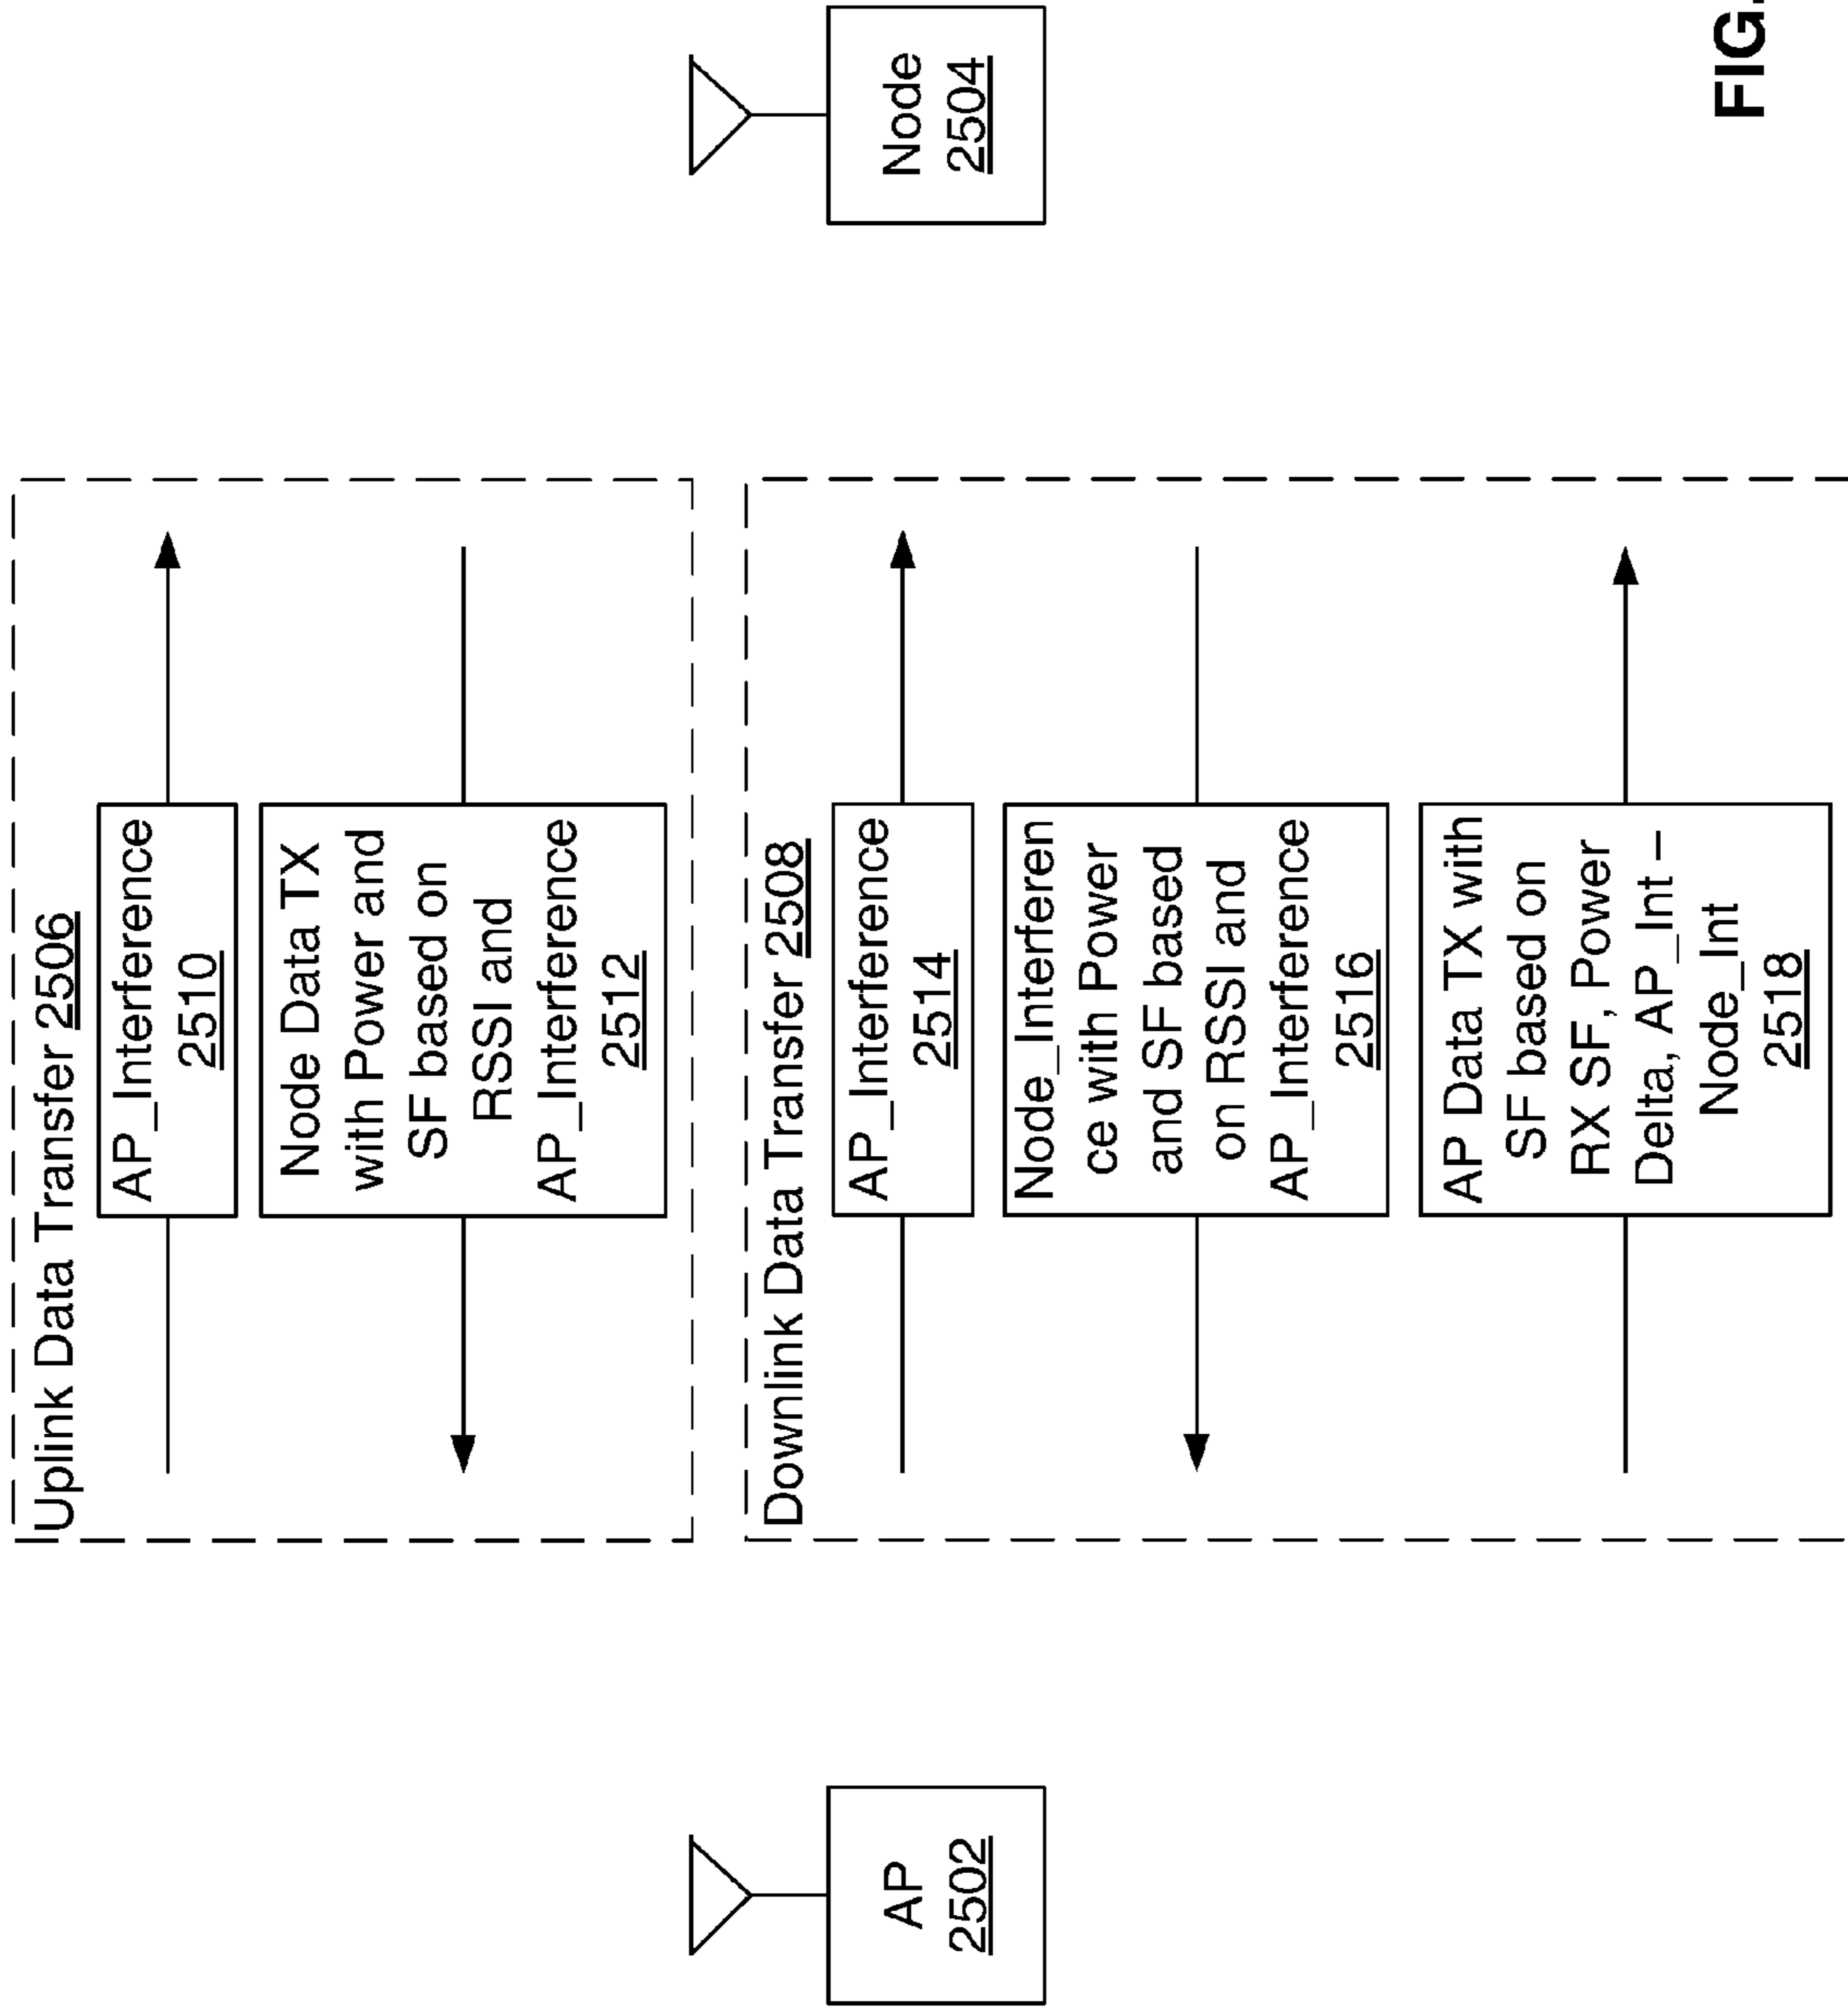 Uplink Data Transfer 2506
AP_Interference
2510
Node Data TX
with Power and
SF based on
RSSI and
AP_Interference
2512
AP
2502
Node
2504
Downlink Data Transfer 2508
AP_Interference
2514
Node_Interferen
ce with Power
and SF based
on RSSI and
AP_Interference
2516
AP Data TX with
SF based on
RX SF, Power
Delta, AP_Int –
Node_Int
2518
FIG.